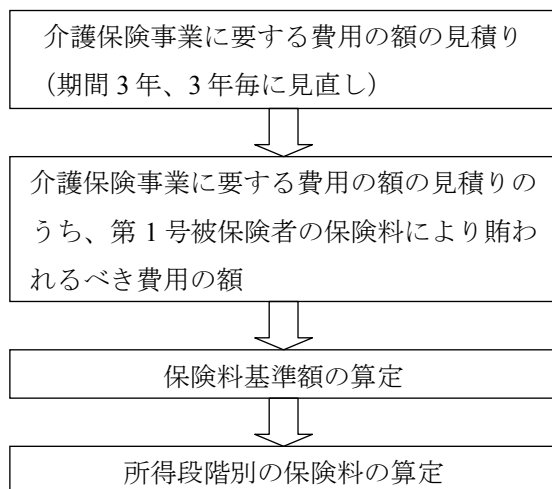 介護保険事業に要する費用の額の見積り
(期間 3 年、3 年毎に見直し)
介護保険事業に要する費用の額の見積りの
うち、第 1 号被保険者の保険料により賄わ
れるべき費用の額
保険料基準額の算定
所得段階別の保険料の算定